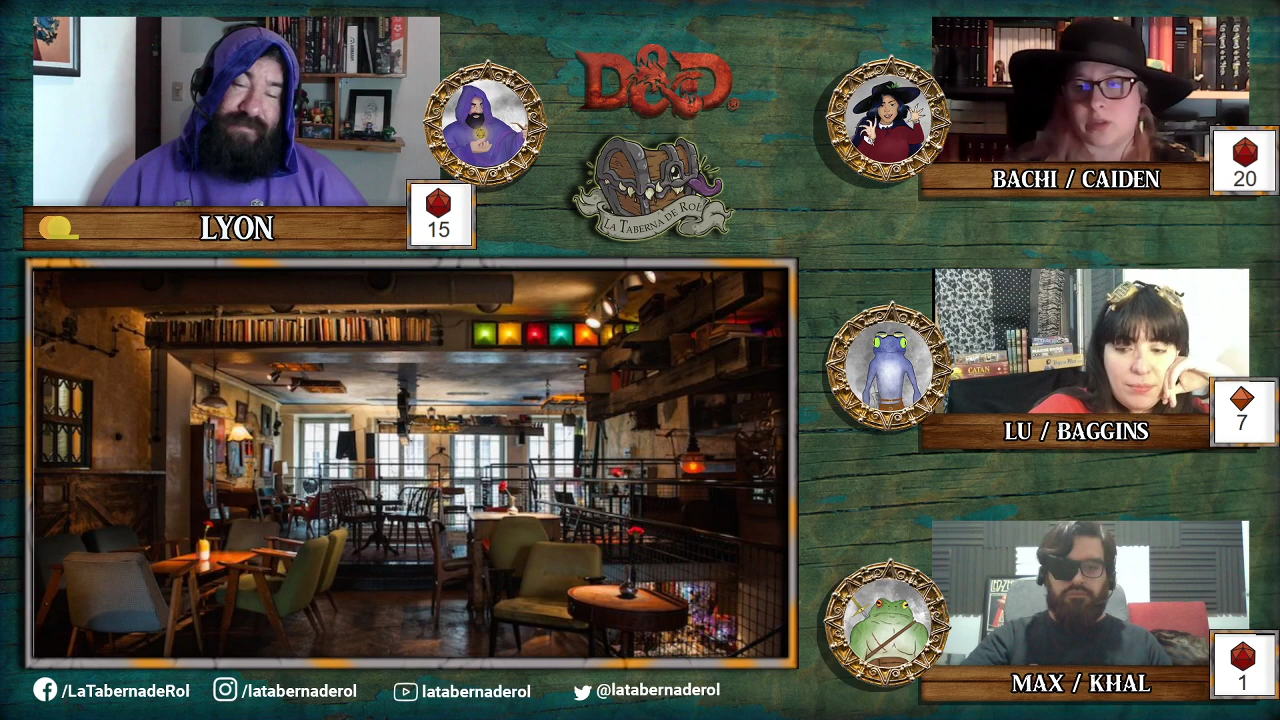 D&D®
LA TABERNA DE ROL
LYON
15
BACHI / CAIDEN
20
CATAN
LU / BAGGINS
7
MAX / KHAL
1
/LaTabernadeRol
/latabernaderol
latabernaderol
@latabernaderol